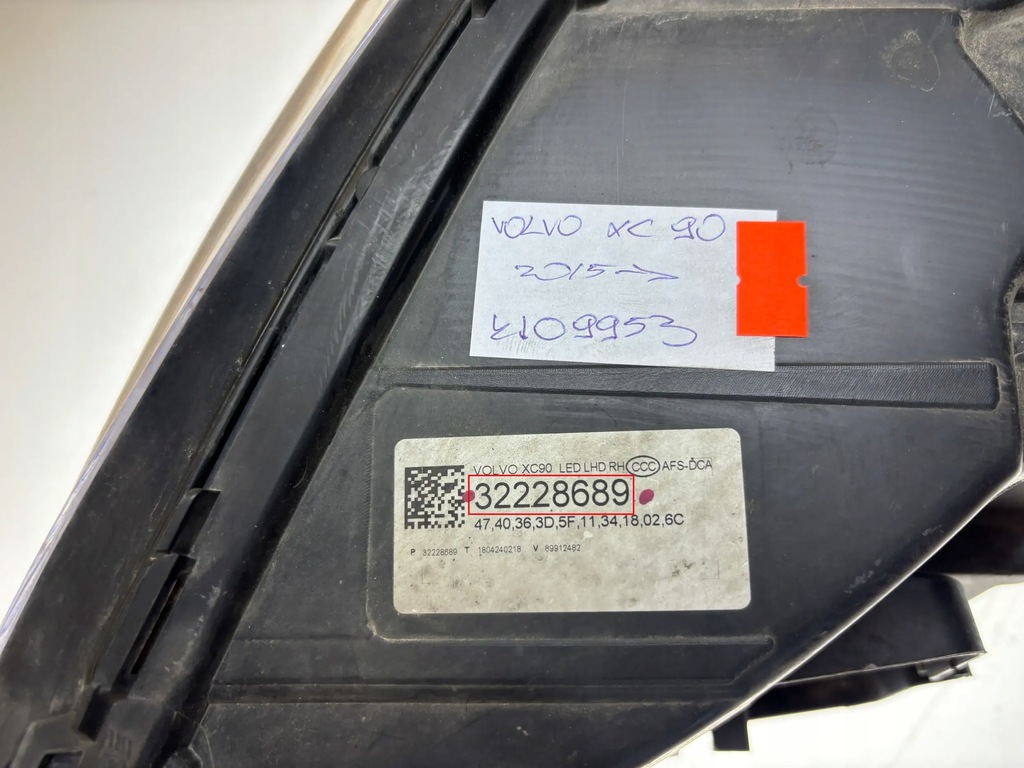 VOLVO XC 90
2015→
4109953
VOLVO XC90 LED LHD RH CCC AFS-DCA
32228689
47,40,36,3D,5F,11,34,18,02,6C
P 32228689 T 1804240218 V 89912482